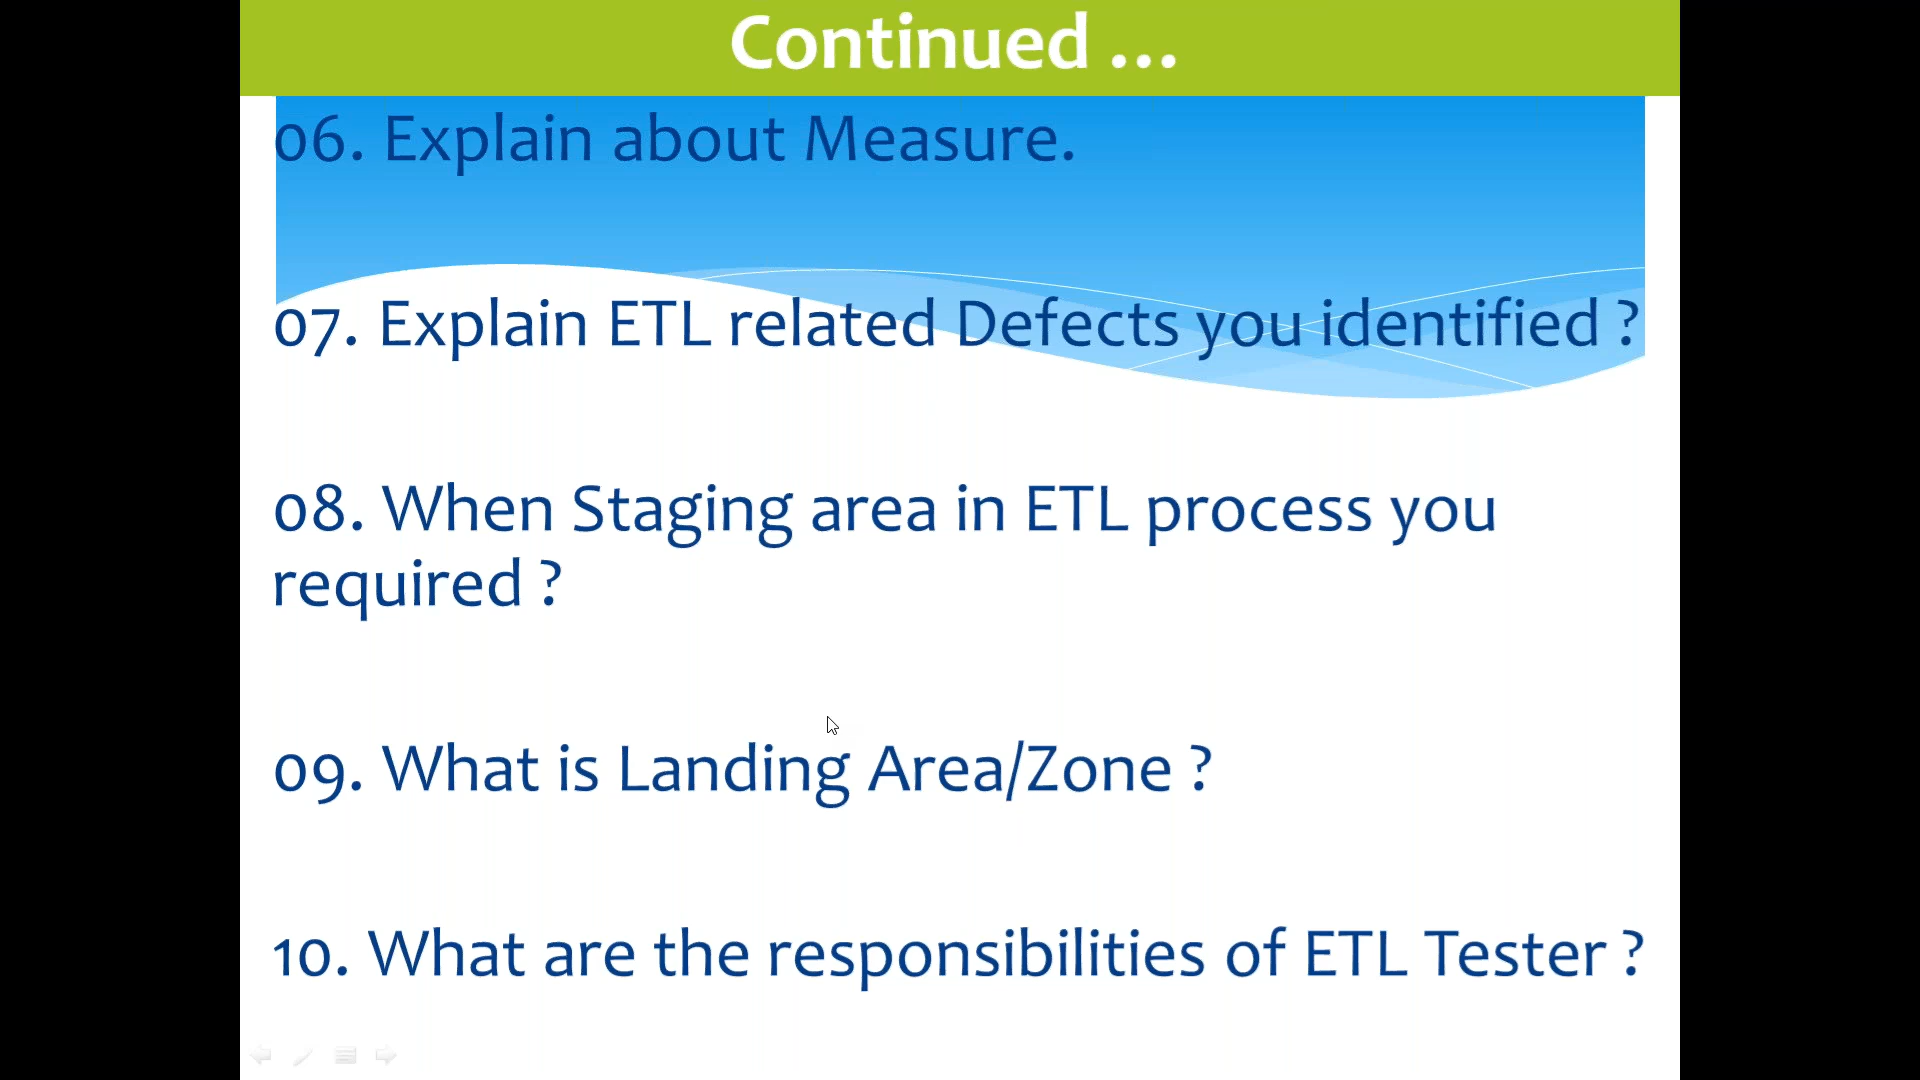 Continued ...
06. Explain about Measure.
07. Explain ETL related Defects you identified ?
08. When Staging area in ETL process you
required ?
09. What is Landing Area/Zone ?
10. What are the responsibilities of ETL Tester ?